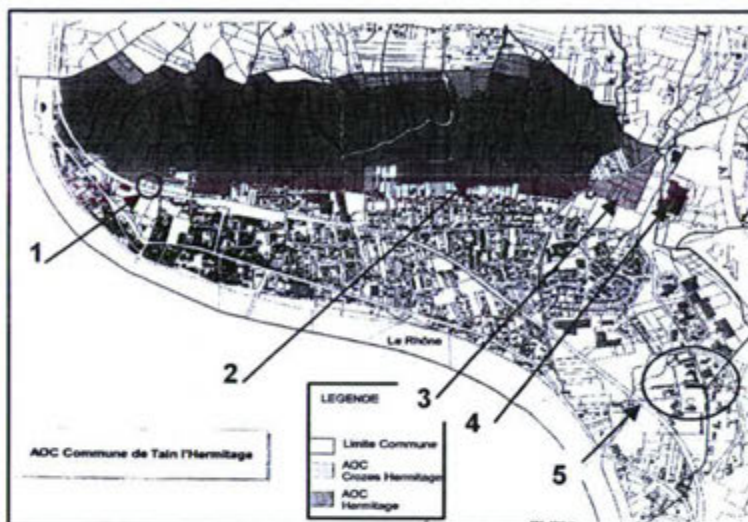 1
Le Rhône
2
3
4
5
AOC Commune de Tain l'Hermitage
LEGENDE
Limite Commune
AOC
Crozes Hermitage
AOC
Hermitage